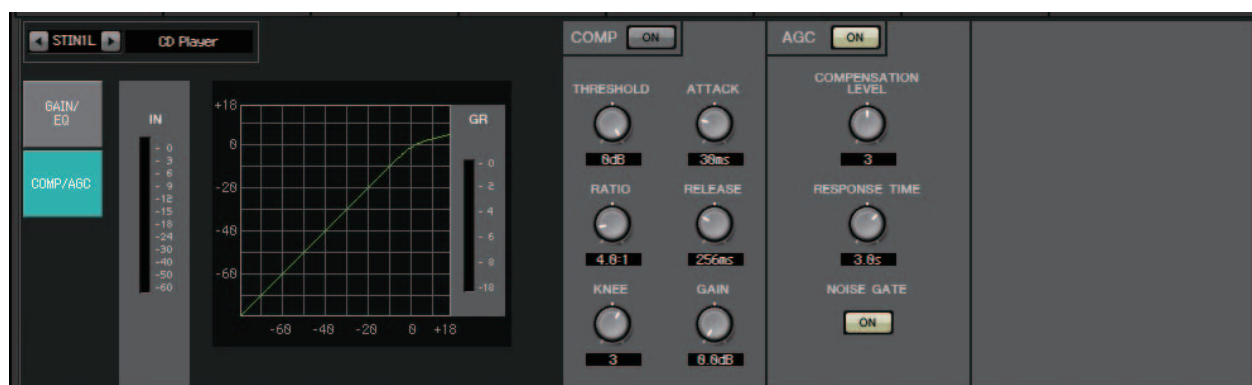 STIN1L CD Player
GAIN/
EQ
COMP/AGC
IN
0
-3
-6
-9
-12
-15
-18
-24
-30
-40
-50
-60
+18
0
-20
-40
-60
-60 -40 -20 0 +18
GR
0
-2
-4
-6
-8
-10
COMP ON
THRESHOLD ATTACK
0dB 30ms
RATIO RELEASE
4.0:1 256ms
KNEE GAIN
3 0.0dB
AGC ON
COMPENSATION
LEVEL
3
RESPONSE TIME
3.0s
NOISE GATE
ON